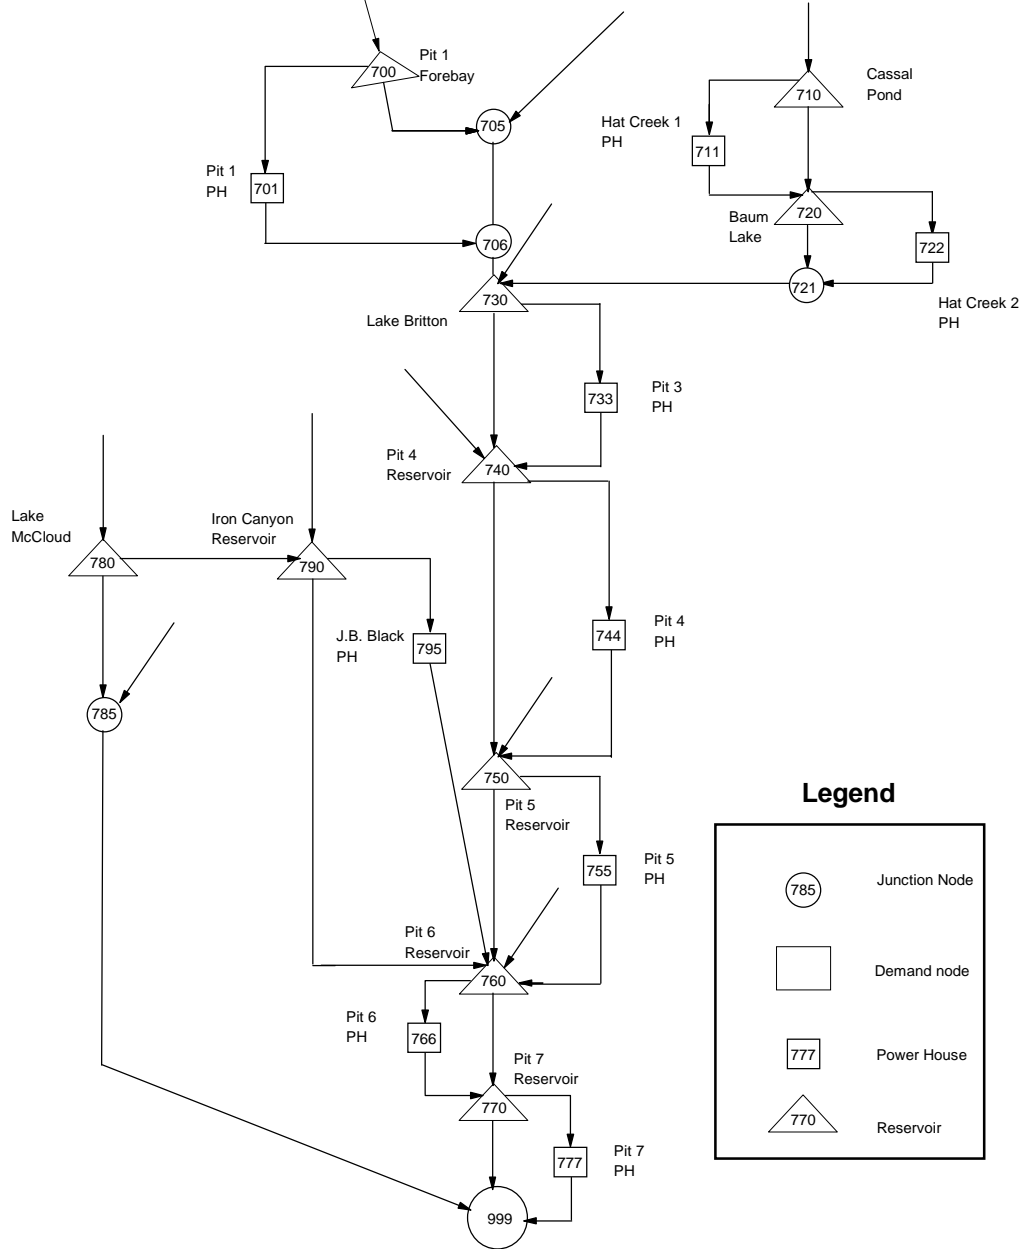 Pit 1
Forebay
700
Cassal
Pond
710
705
Hat Creek 1
PH
711
Pit 1
PH
701
Baum
Lake
720
706
722
721
730
Hat Creek 2
PH
Lake Britton
733
Pit 3
PH
Pit 4
Reservoir
740
Lake
McCloud
780
Iron Canyon
Reservoir
790
J.B. Black
PH
795
744
Pit 4
PH
785
750
Pit 5
Reservoir
755
Pit 5
PH
Pit 6
Reservoir
760
Pit 6
PH
766
Pit 7
Reservoir
770
777
Pit 7
PH
999
Legend
785
Junction Node
Demand node
777
Power House
770
Reservoir